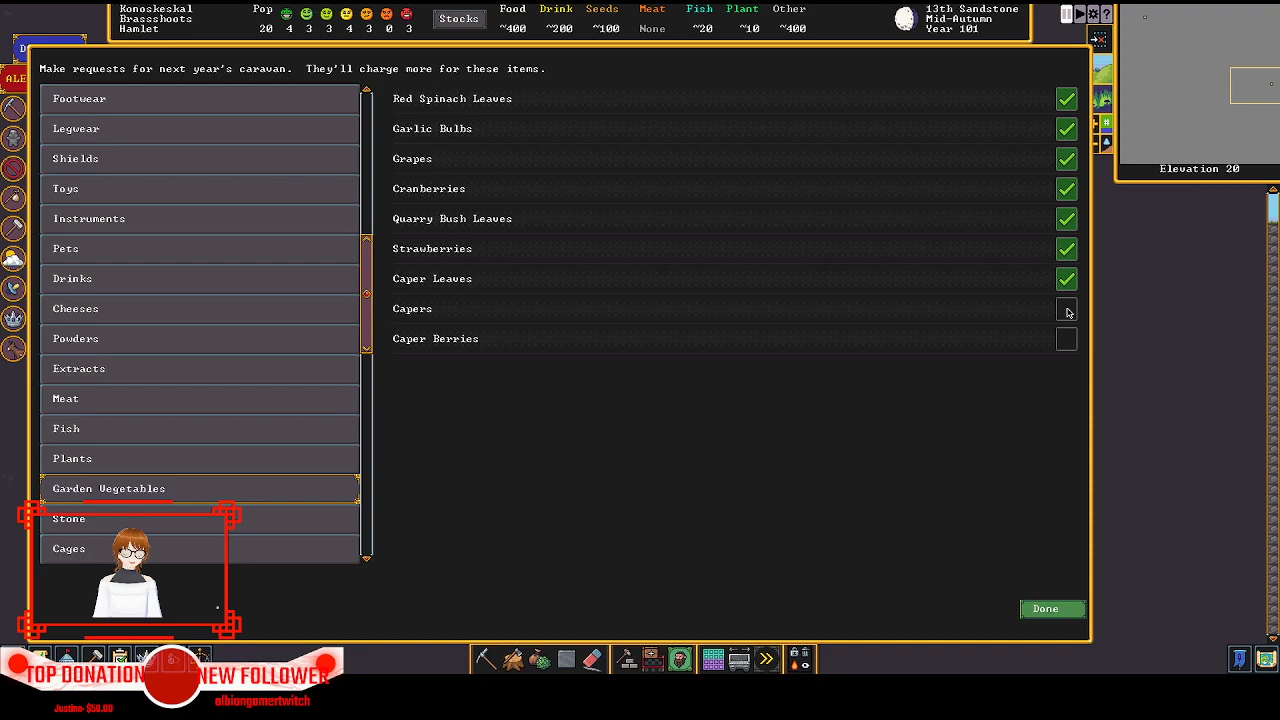 Konoskeskal
Brassshoots
Hamlet
Pop
20 4 3 3 4 3 0 3
Stocks
Food Drink Seeds Meat Fish Plant Other
~400 ~200 ~100 None ~20 ~10 ~400
13th Sandstone
Mid-Autumn
Year 101
ALE
Make requests for next year's caravan. They'll charge more for these items.
Footwear
Legwear
Shields
Toys
Instruments
Pets
Drinks
Cheeses
Powders
Extracts
Meat
Fish
Plants
Garden Vegetables
Stone
Cages
Red Spinach Leaves
Garlic Bulbs
Grapes
Cranberries
Quarry Bush Leaves
Strawberries
Caper Leaves
Capers
Caper Berries
Done
Elevation 20
TOP DONATION
Justine- $50.00
NEW FOLLOWER
albiongamertwitch